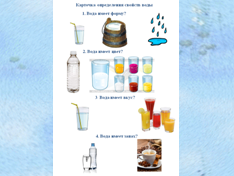 Карточка определения свойств воды
1. Вода имеет форму?
2. Вода имеет цвет?
3 Вода имеет вкус?
4. Вода имеет запах?